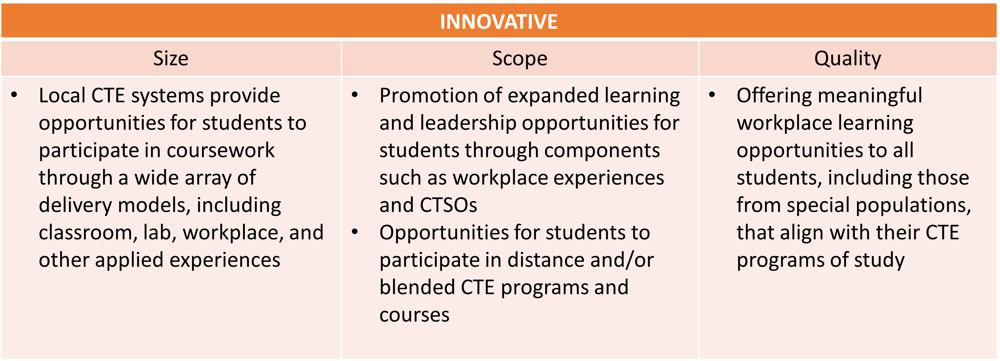 INNOVATIVE
Size
Scope
Quality
• Local CTE systems provide
opportunities for students to
participate in coursework
through a wide array of
delivery models, including
classroom, lab, workplace, and
other applied experiences
• Promotion of expanded learning
and leadership opportunities for
students through components
such as workplace experiences
and CTSOs
• Opportunities for students to
participate in distance and/or
blended CTE programs and
courses
• Offering meaningful
workplace learning
opportunities to all
students, including those
from special populations,
that align with their CTE
programs of study